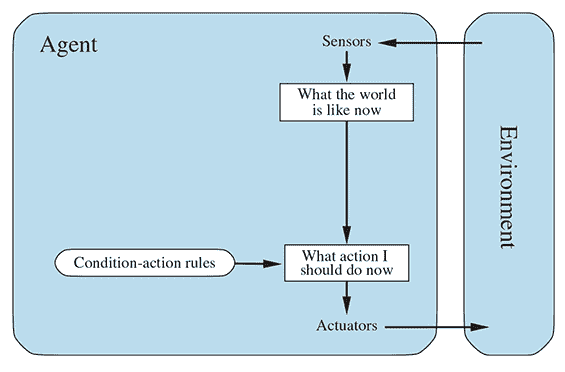 Agent
Sensors
What the world
is like now
Condition-action rules
What action I
should do now
Actuators
Environment